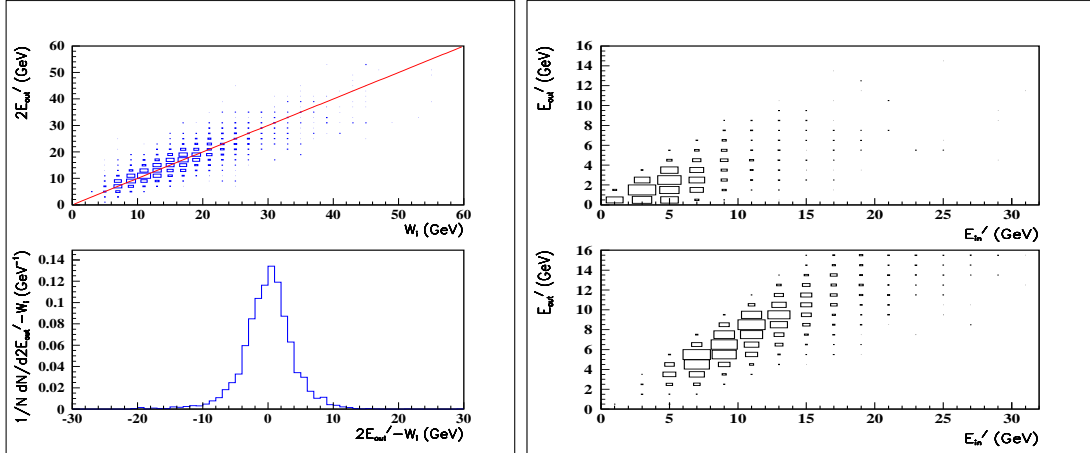 2E_out′ (GeV)
60
50
40
30
20
10
0
0 10 20 30 40 50 60
W_I (GeV)
1/N dN/d2E_out′−W_I (GeV⁻¹)
0.14
0.12
0.1
0.08
0.06
0.04
0.02
0
-30 -20 -10 0 10 20 30
2E_out′−W_I (GeV)
E_out′ (GeV)
16
14
12
10
8
6
4
2
0
0 5 10 15 20 25 30
E_in′ (GeV)
E_out′ (GeV)
16
14
12
10
8
6
4
2
0
0 5 10 15 20 25 30
E_in′ (GeV)